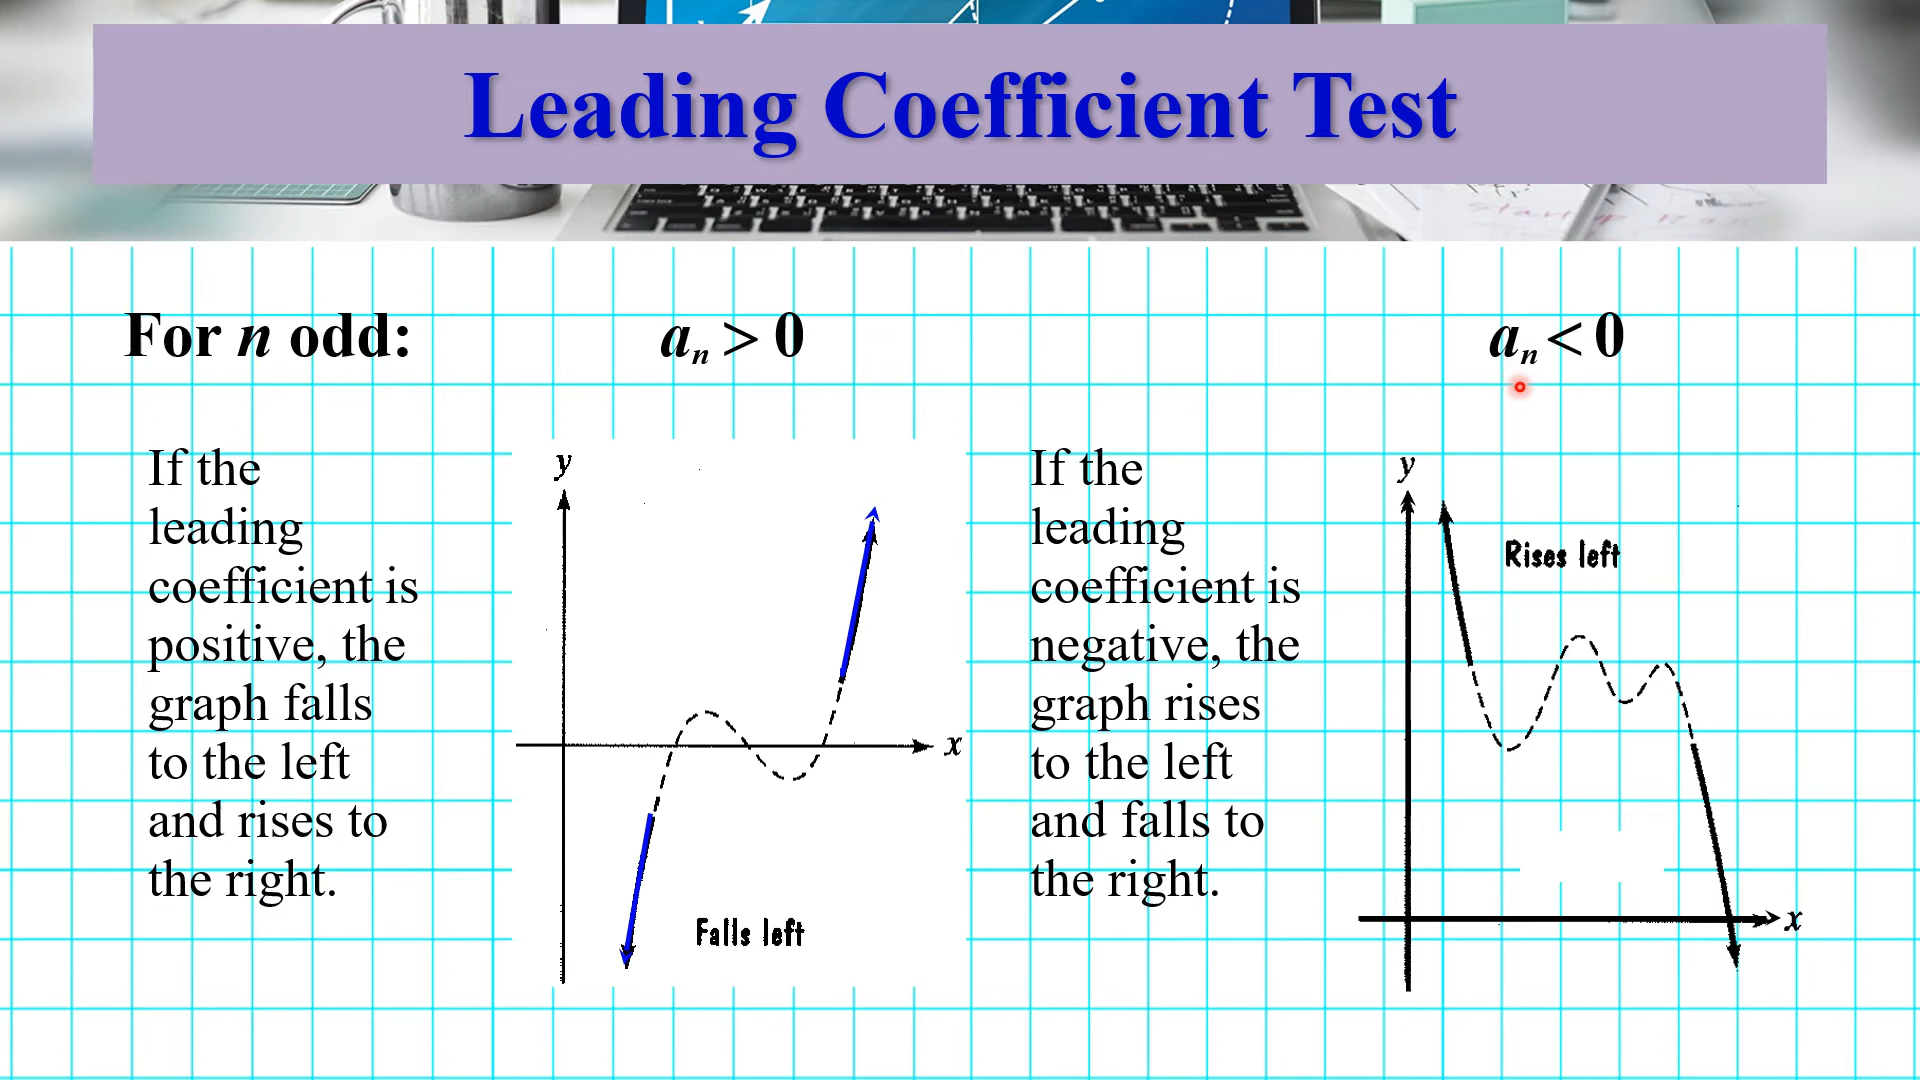 Leading Coefficient Test
For n odd:
aₙ > 0
aₙ < 0
If the
leading
coefficient is
positive, the
graph falls
to the left
and rises to
the right.
y
x
Falls left
If the
leading
coefficient is
negative, the
graph rises
to the left
and falls to
the right.
y
Rises left
x